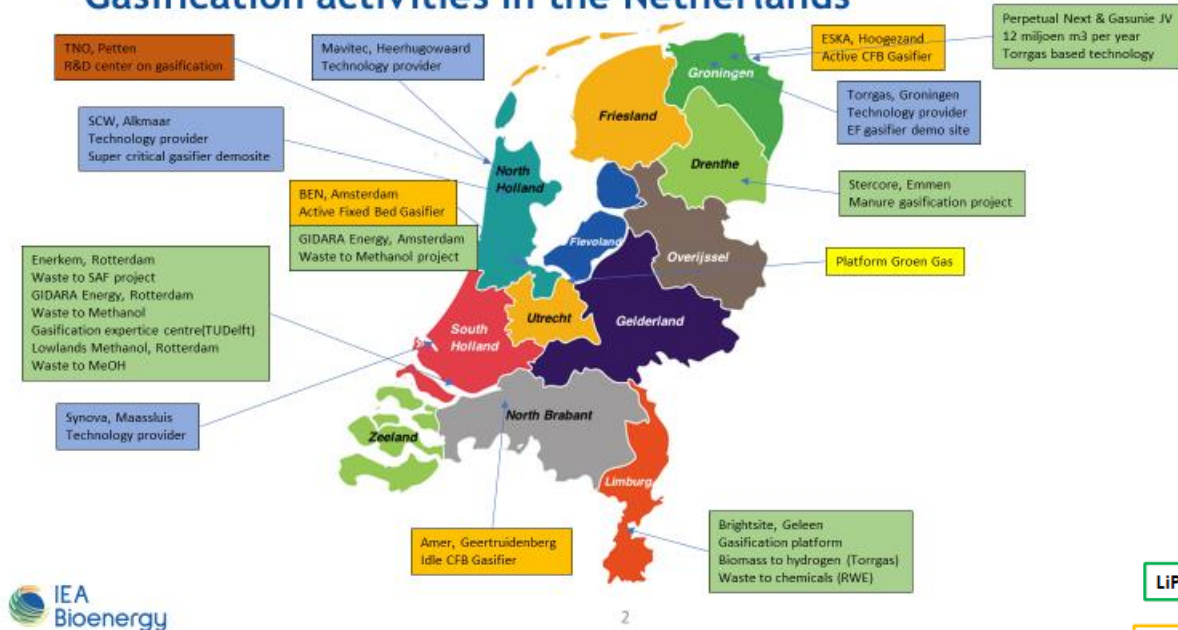 Gasification activities in the Netherlands
TNO, Petten
R&D center on gasification
Mavitec, Heerhugowaard
Technology provider
ESKA, Hoogezand
Active CFB Gasifier
Perpetual Next & Gasunie JV
12 miljoen m3 per year
Torrgas based technology
SCW, Alkmaar
Technology provider
Super critical gasifier demosite
Torrgas, Groningen
Technology provider
EF gasifier demo site
Groningen
Friesland
Drenthe
North
Holland
BEN, Amsterdam
Active Fixed Bed Gasifier
GIDARA Energy, Amsterdam
Waste to Methanol project
Stercore, Emmen
Manure gasification project
Flevoland
Overijssel
Platform Groen Gas
Enerkem, Rotterdam
Waste to SAF project
GIDARA Energy, Rotterdam
Waste to Methanol
Gasification expertice centre(TUDelft)
Lowlands Methanol, Rotterdam
Waste to MeOH
Utrecht
Gelderland
South
Holland
Synova, Maassluis
Technology provider
Zeeland
North Brabant
Limburg
Amer, Geertruidenberg
Idle CFB Gasifier
Brightsite, Geleen
Gasification platform
Biomass to hydrogen (Torrgas)
Waste to chemicals (RWE)
IEA
Bioenergy
2